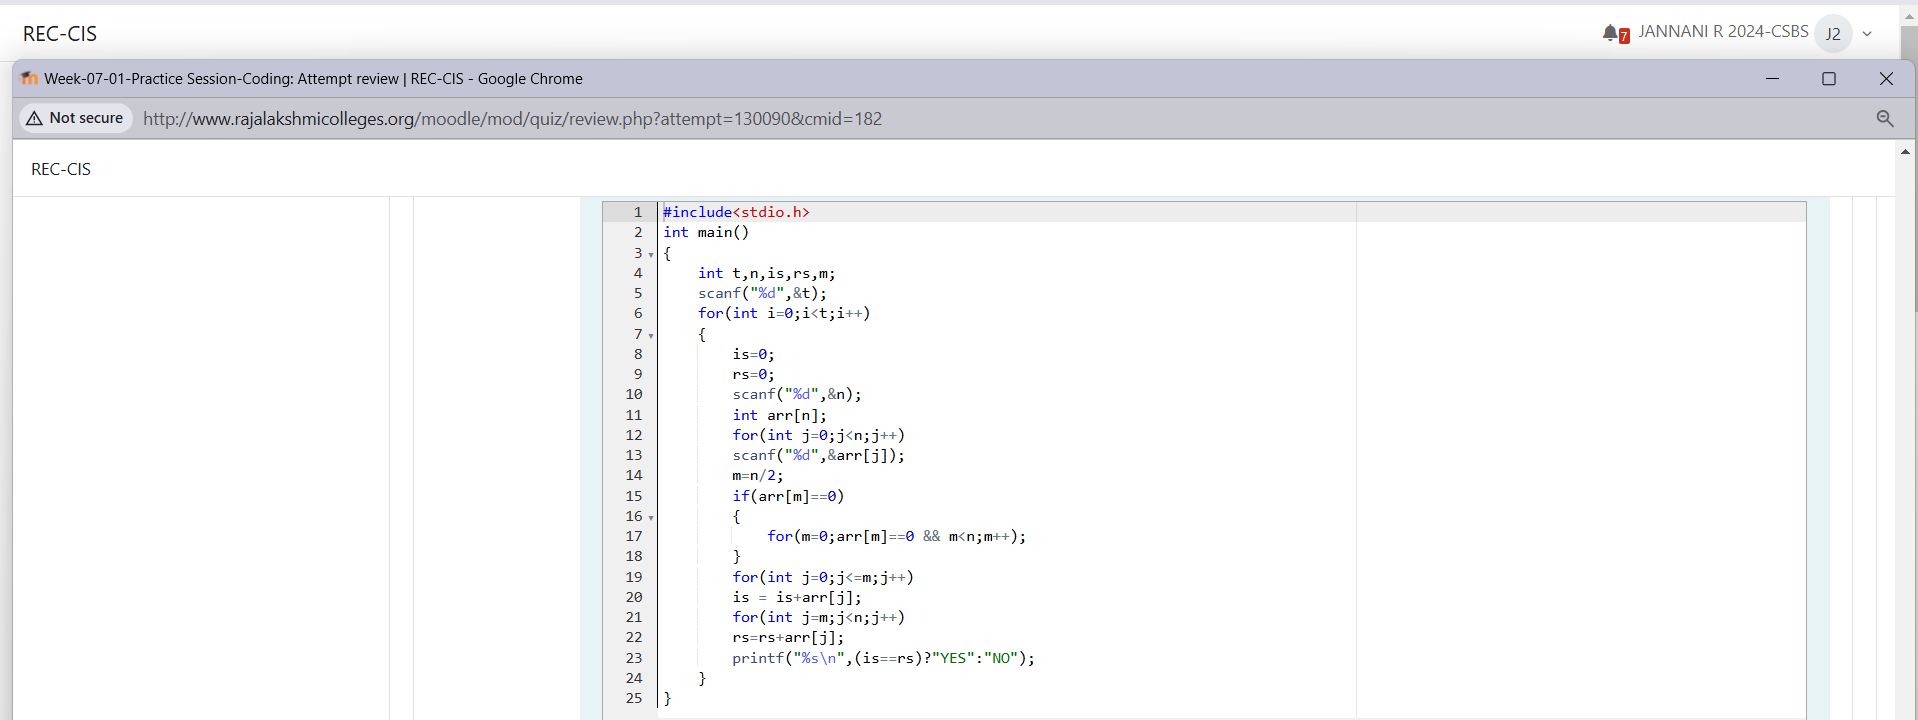 REC-CIS
7 JANNANI R 2024-CSBS J2
Week-07-01-Practice Session-Coding: Attempt review | REC-CIS - Google Chrome
Not secure http://www.rajalakshmicolleges.org/moodle/mod/quiz/review.php?attempt=130090&cmid=182
REC-CIS
1 #include<stdio.h>
2 int main()
3 {
4     int t,n,is,rs,m;
5     scanf("%d",&t);
6     for(int i=0;i<t;i++)
7     {
8         is=0;
9         rs=0;
10         scanf("%d",&n);
11         int arr[n];
12         for(int j=0;j<n;j++)
13         scanf("%d",&arr[j]);
14         m=n/2;
15         if(arr[m]==0)
16         {
17             for(m=0;arr[m]==0 && m<n;m++);
18         }
19         for(int j=0;j<=m;j++)
20         is = is+arr[j];
21         for(int j=m;j<n;j++)
22         rs=rs+arr[j];
23         printf("%s\n",(is==rs)?"YES":"NO");
24     }
25 }